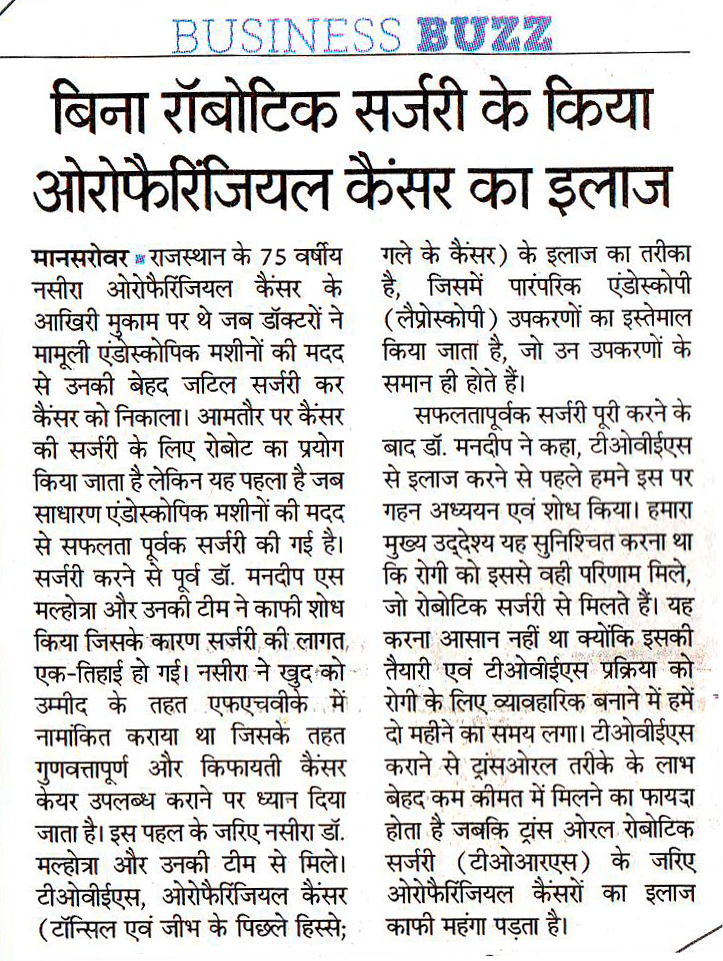 BUSINESS BUZZ
बिना रॉबोटिक सर्जरी के किया
ओरोफैरिंजियल कैंसर का इलाज
मानसरोवर राजस्थान के 75 वर्षीय
नसीरा ओरोफैरिंजियल कैंसर के
आखिरी मुकाम पर थे जब डॉक्टरों ने
मामूली एंडोस्कोपिक मशीनों की मदद
से उनकी बेहद जटिल सर्जरी कर
कैंसर को निकाला। आमतौर पर कैंसर
की सर्जरी के लिए रोबोट का प्रयोग
किया जाता है लेकिन यह पहला है जब
साधारण एंडोस्कोपिक मशीनों की मदद
से सफलता पूर्वक सर्जरी की गई है।
सर्जरी करने से पूर्व डॉ. मनदीप एस
मल्होत्रा और उनकी टीम ने काफी शोध
किया जिसके कारण सर्जरी की लागत
एक-तिहाई हो गई। नसीरा ने खुद को
उम्मीद के तहत एफएचवीके में
नामांकित कराया था जिसके तहत
गुणवत्तापूर्ण और किफायती कैंसर
केयर उपलब्ध कराने पर ध्यान दिया
जाता है। इस पहल के जरिए नसीरा डॉ.
मल्होत्रा और उनकी टीम से मिले।
टीओवीईएस, ओरोफैरिंजियल कैंसर
(टॉन्सिल एवं जीभ के पिछले हिस्से;
गले के कैंसर) के इलाज का तरीका
है, जिसमें पारंपरिक एंडोस्कोपी
(लैप्रोस्कोपी) उपकरणों का इस्तेमाल
किया जाता है, जो उन उपकरणों के
समान ही होते हैं।
सफलतापूर्वक सर्जरी पूरी करने के
बाद डॉ. मनदीप ने कहा, टीओवीईएस
से इलाज करने से पहले हमने इस पर
गहन अध्ययन एवं शोध किया। हमारा
मुख्य उद्देश्य यह सुनिश्चित करना था
कि रोगी को इससे वही परिणाम मिले,
जो रोबोटिक सर्जरी से मिलते हैं। यह
करना आसान नहीं था क्योंकि इसकी
तैयारी एवं टीओवीईएस प्रक्रिया को
रोगी के लिए व्यावहारिक बनाने में हमें
दो महीने का समय लगा। टीओवीईएस
कराने से ट्रांसओरल तरीके के लाभ
बेहद कम कीमत में मिलने का फायदा
होता है जबकि ट्रांस ओरल रोबोटिक
सर्जरी (टीओआरएस) के जरिए
ओरोफैरिंजियल कैंसरों का इलाज
काफी महंगा पड़ता है।